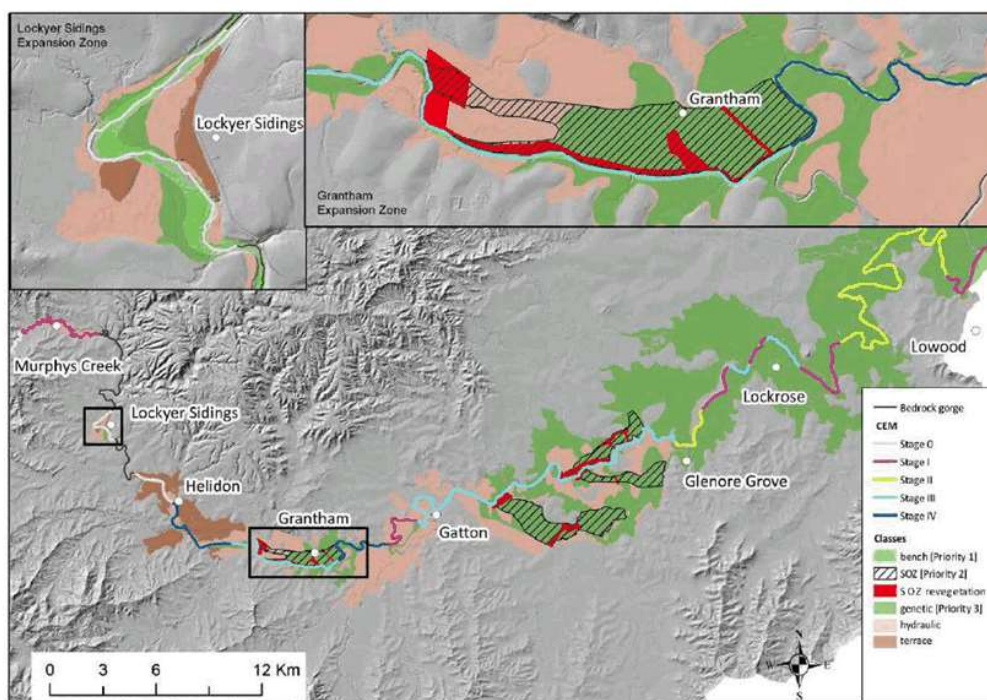 Lockyer Sidings
Expansion Zone
Lockyer Sidings
Grantham
Grantham
Expansion Zone
Murphys Creek
Lockyer Sidings
Helidon
Grantham
Gatton
Glenore Grove
Lockrose
Lowood
Bedrock gorge
CEM
Stage 0
Stage I
Stage II
Stage III
Stage IV
Classes
bench [Priority 1]
SOZ [Priority 2]
SOZ revegetation
genetic [Priority 3]
hydraulic
terrace
0 3 6 12 Km
N
W E
S